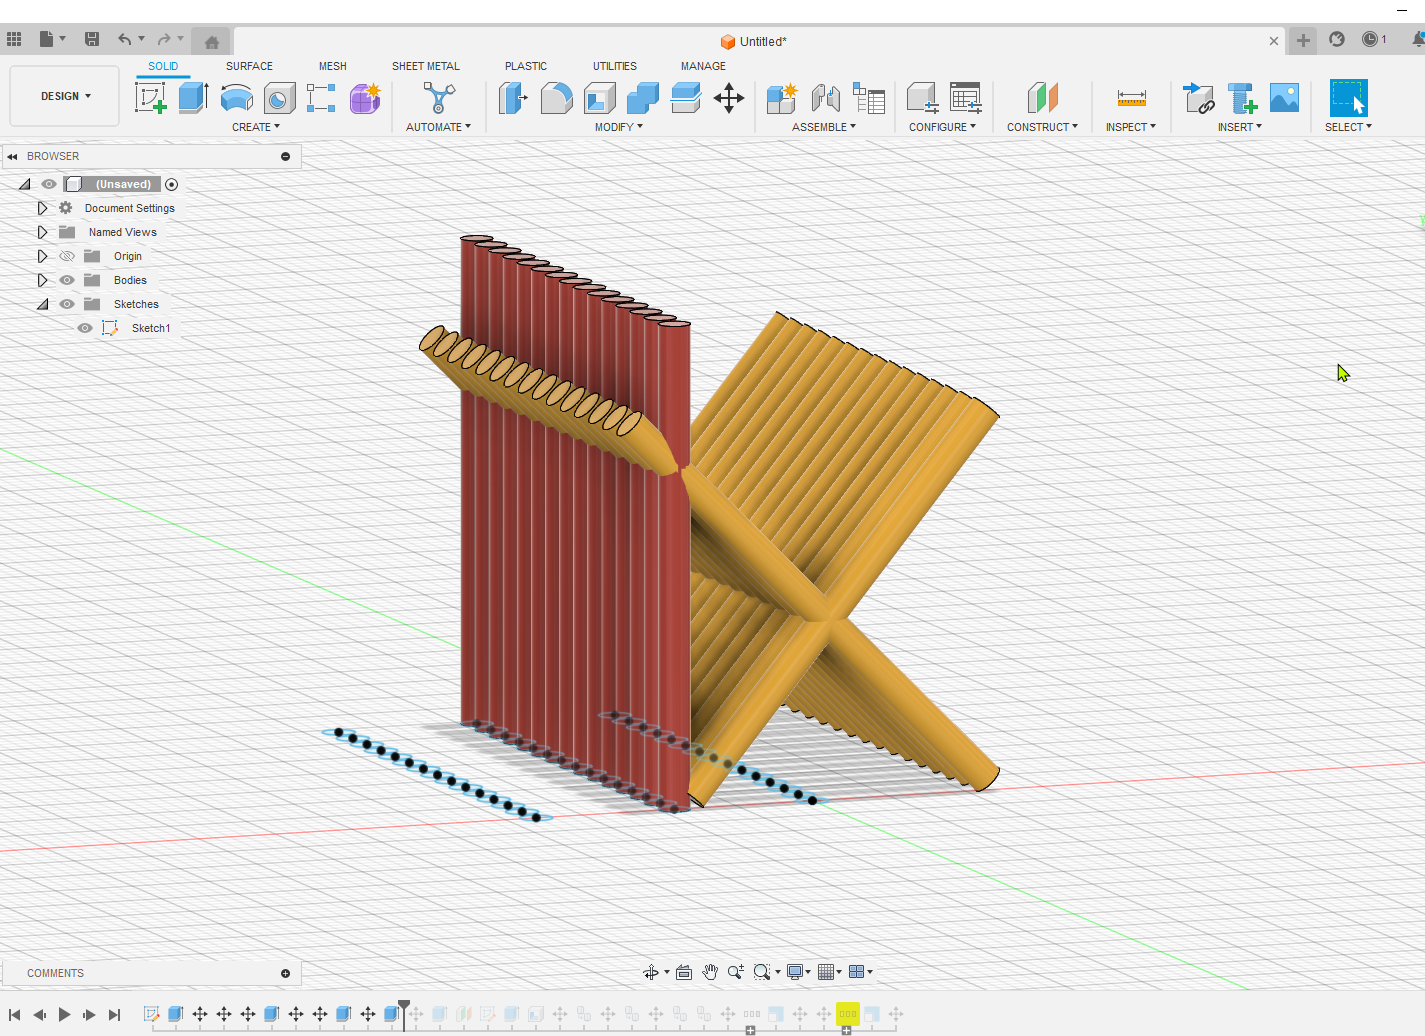 Untitled*
1
SOLID
SURFACE
MESH
SHEET METAL
PLASTIC
UTILITIES
MANAGE
DESIGN
CREATE
AUTOMATE
MODIFY
ASSEMBLE
CONFIGURE
CONSTRUCT
INSPECT
INSERT
SELECT
BROWSER
(Unsaved)
Document Settings
Named Views
Origin
Bodies
Sketches
Sketch1
COMMENTS